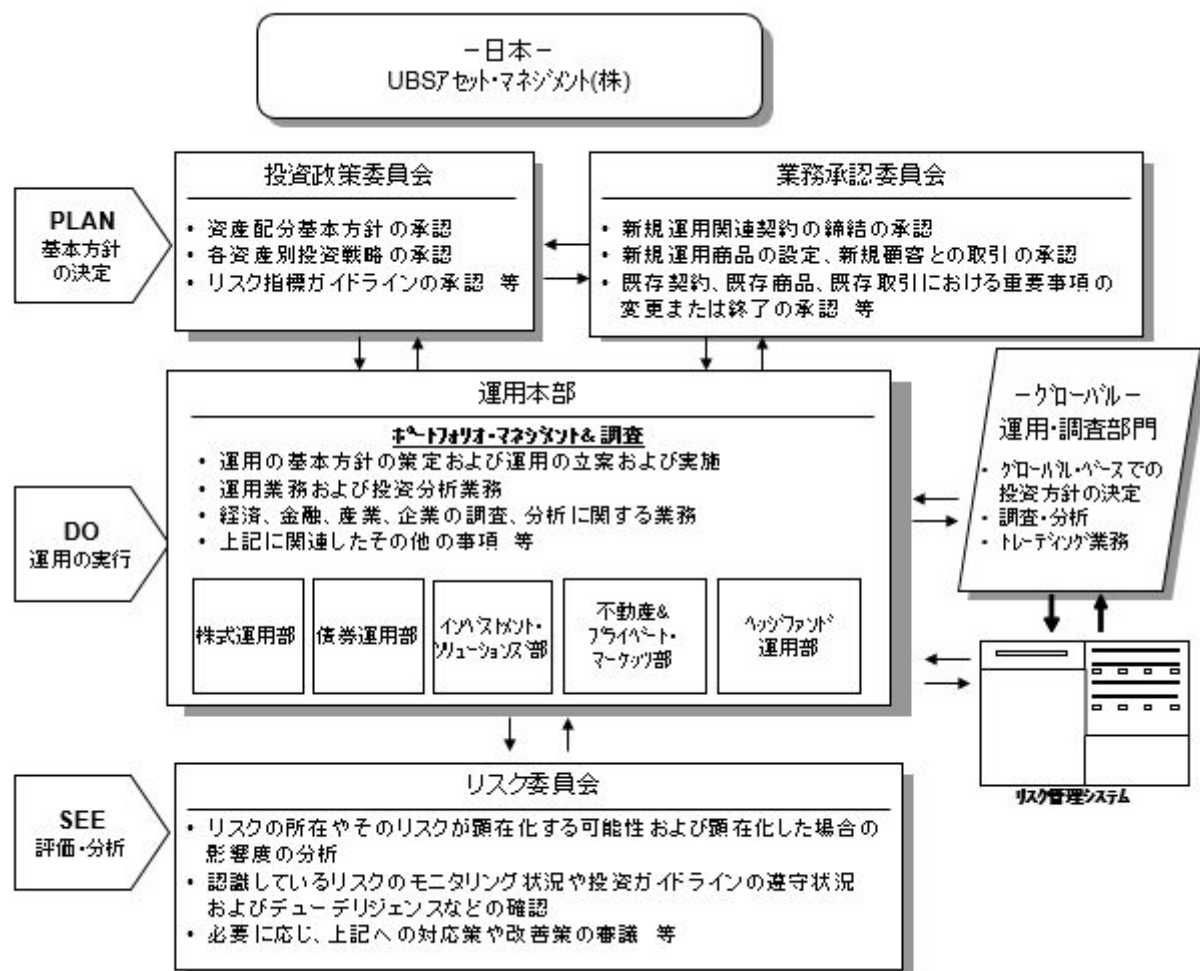 －日本－
UBSアセット・マネジメント(株)
PLAN
基本方針
の決定
投資政策委員会
• 資産配分基本方針の承認
• 各資産別投資戦略の承認
• リスク指標ガイドラインの承認 等
業務承認委員会
• 新規運用関連契約の締結の承認
• 新規運用商品の設定、新規顧客との取引の承認
• 既存契約、既存商品、既存取引における重要事項の
変更または終了の承認 等
DO
運用の実行
運用本部
ポートフォリオ・マネジメント&調査
• 運用の基本方針の策定および運用の立案および実施
• 運用業務および投資分析業務
• 経済、金融、産業、企業の調査、分析に関する業務
• 上記に関連したその他の事項 等
株式運用部
債券運用部
インベストメント・
ソリューションズ部
不動産&
プライベート・
マーケッツ部
ヘッジファンド
運用部
－グローバル－
運用・調査部門
• グローバル・ベースでの
投資方針の決定
• 調査・分析
• トレーディング業務
リスク管理システム
SEE
評価・分析
リスク委員会
• リスクの所在やそのリスクが顕在化する可能性および顕在化した場合の
影響度の分析
• 認識しているリスクのモニタリング状況や投資ガイドラインの遵守状況
およびデューデリジェンスなどの確認
• 必要に応じ、上記への対応策や改善策の審議 等